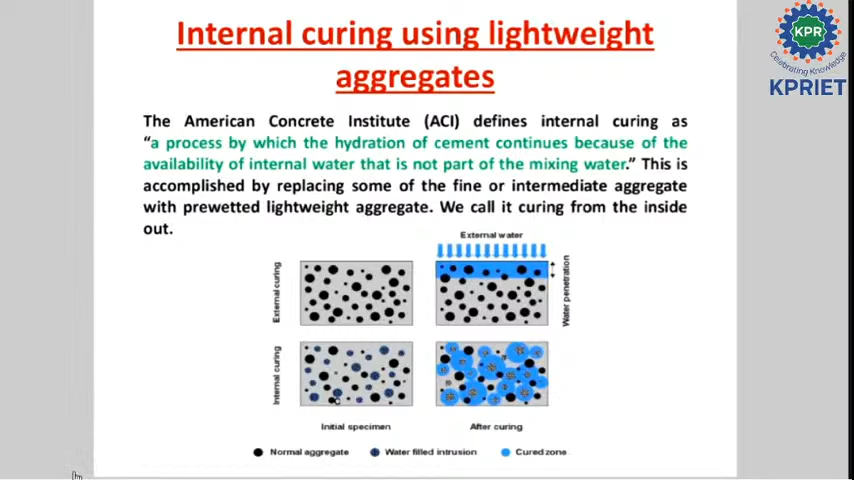 Internal curing using lightweight
aggregates
KPR
Celebrating Knowledge
KPRIET
The American Concrete Institute (ACI) defines internal curing as
“a process by which the hydration of cement continues because of the
availability of internal water that is not part of the mixing water.” This is
accomplished by replacing some of the fine or intermediate aggregate
with prewetted lightweight aggregate. We call it curing from the inside
out.
External water
External curing
Water penetration
Internal curing
Initial specimen
After curing
Normal aggregate
Water filled intrusion
Cured zone